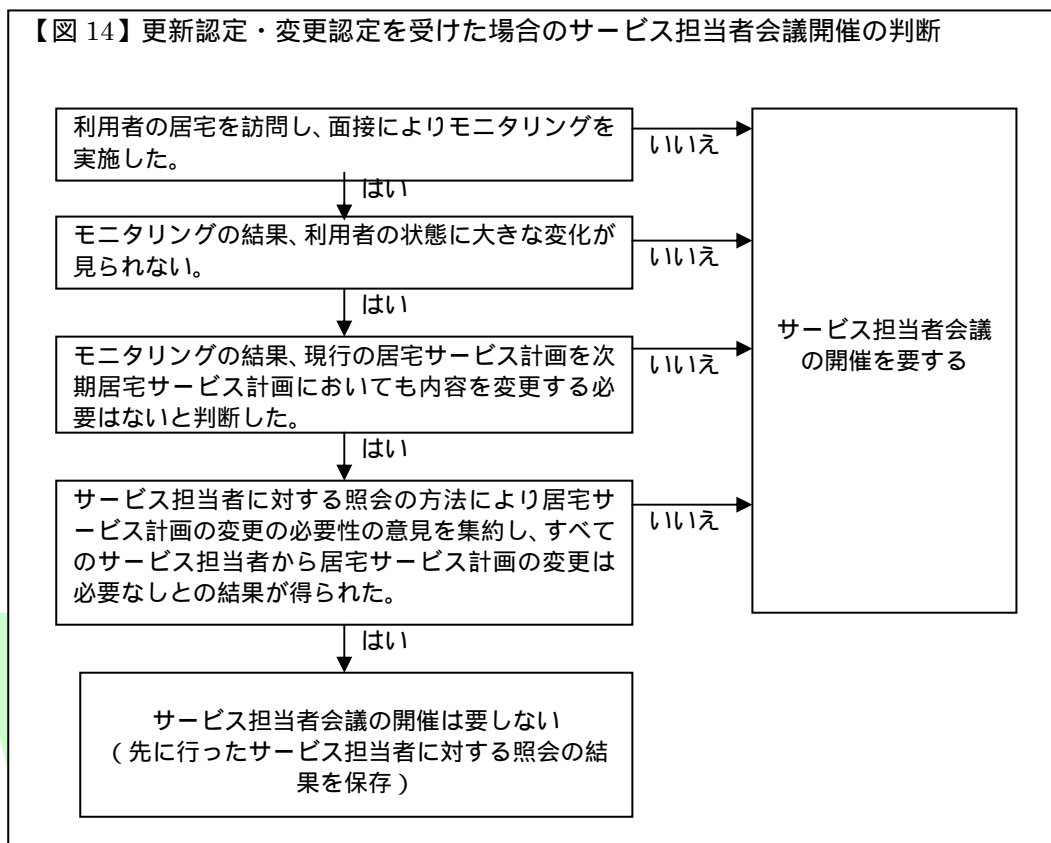 【図 14】更新認定・変更認定を受けた場合のサービス担当者会議開催の判断
利用者の居宅を訪問し、面接によりモニタリングを
実施した。
いいえ
はい
モニタリングの結果、利用者の状態に大きな変化が
見られない。
いいえ
はい
モニタリングの結果、現行の居宅サービス計画を次
期居宅サービス計画においても内容を変更する必
要はないと判断した。
いいえ
はい
サービス担当者に対する照会の方法により居宅サ
ービス計画の変更の必要性の意見を集約し、すべて
のサービス担当者から居宅サービス計画の変更は
必要なしとの結果が得られた。
いいえ
はい
サービス担当者会議の開催は要しない
(先に行ったサービス担当者に対する照会の結
果を保存)
サービス担当者会議
の開催を要する